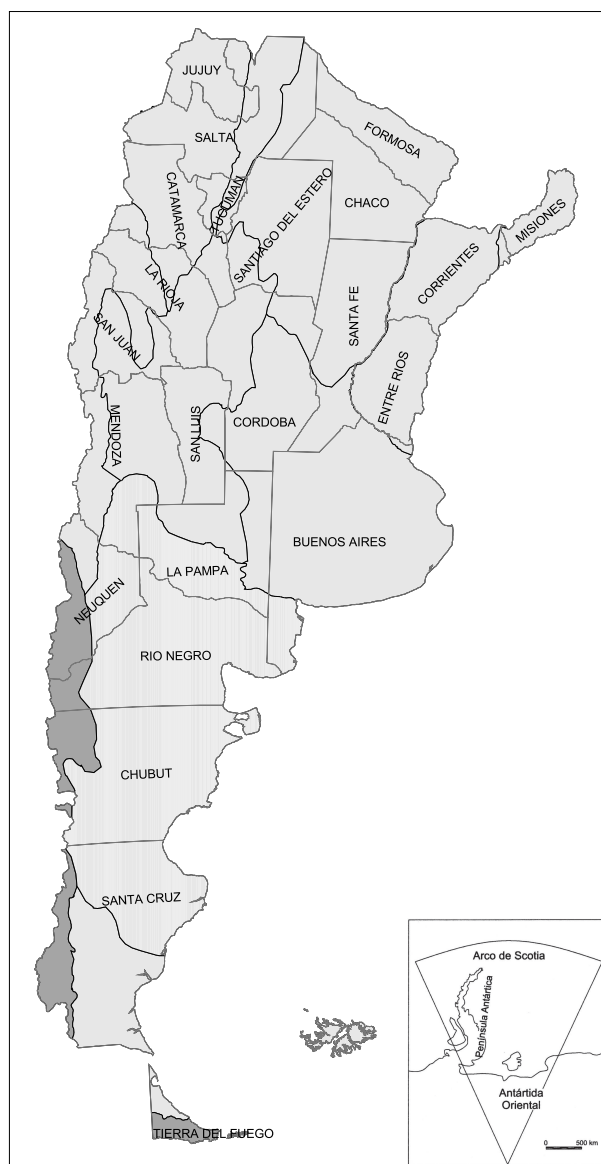 JUJUY
SALTA
FORMOSA
CATAMARCA
TUCUMAN
SANTIAGO DEL ESTERO
CHACO
MISIONES
CORRIENTES
LA RIOJA
SANTA FE
SAN JUAN
ENTRE RIOS
MENDOZA
SAN LUIS
CORDOBA
BUENOS AIRES
LA PAMPA
NEUQUEN
RIO NEGRO
CHUBUT
SANTA CRUZ
TIERRA DEL FUEGO
Arco de Scotia
Península Antártica
Antártida
Oriental
0 500 km